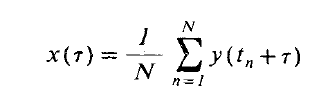 x(τ) = 1/N ∑_{n=1}^{N} y(t_n + τ)